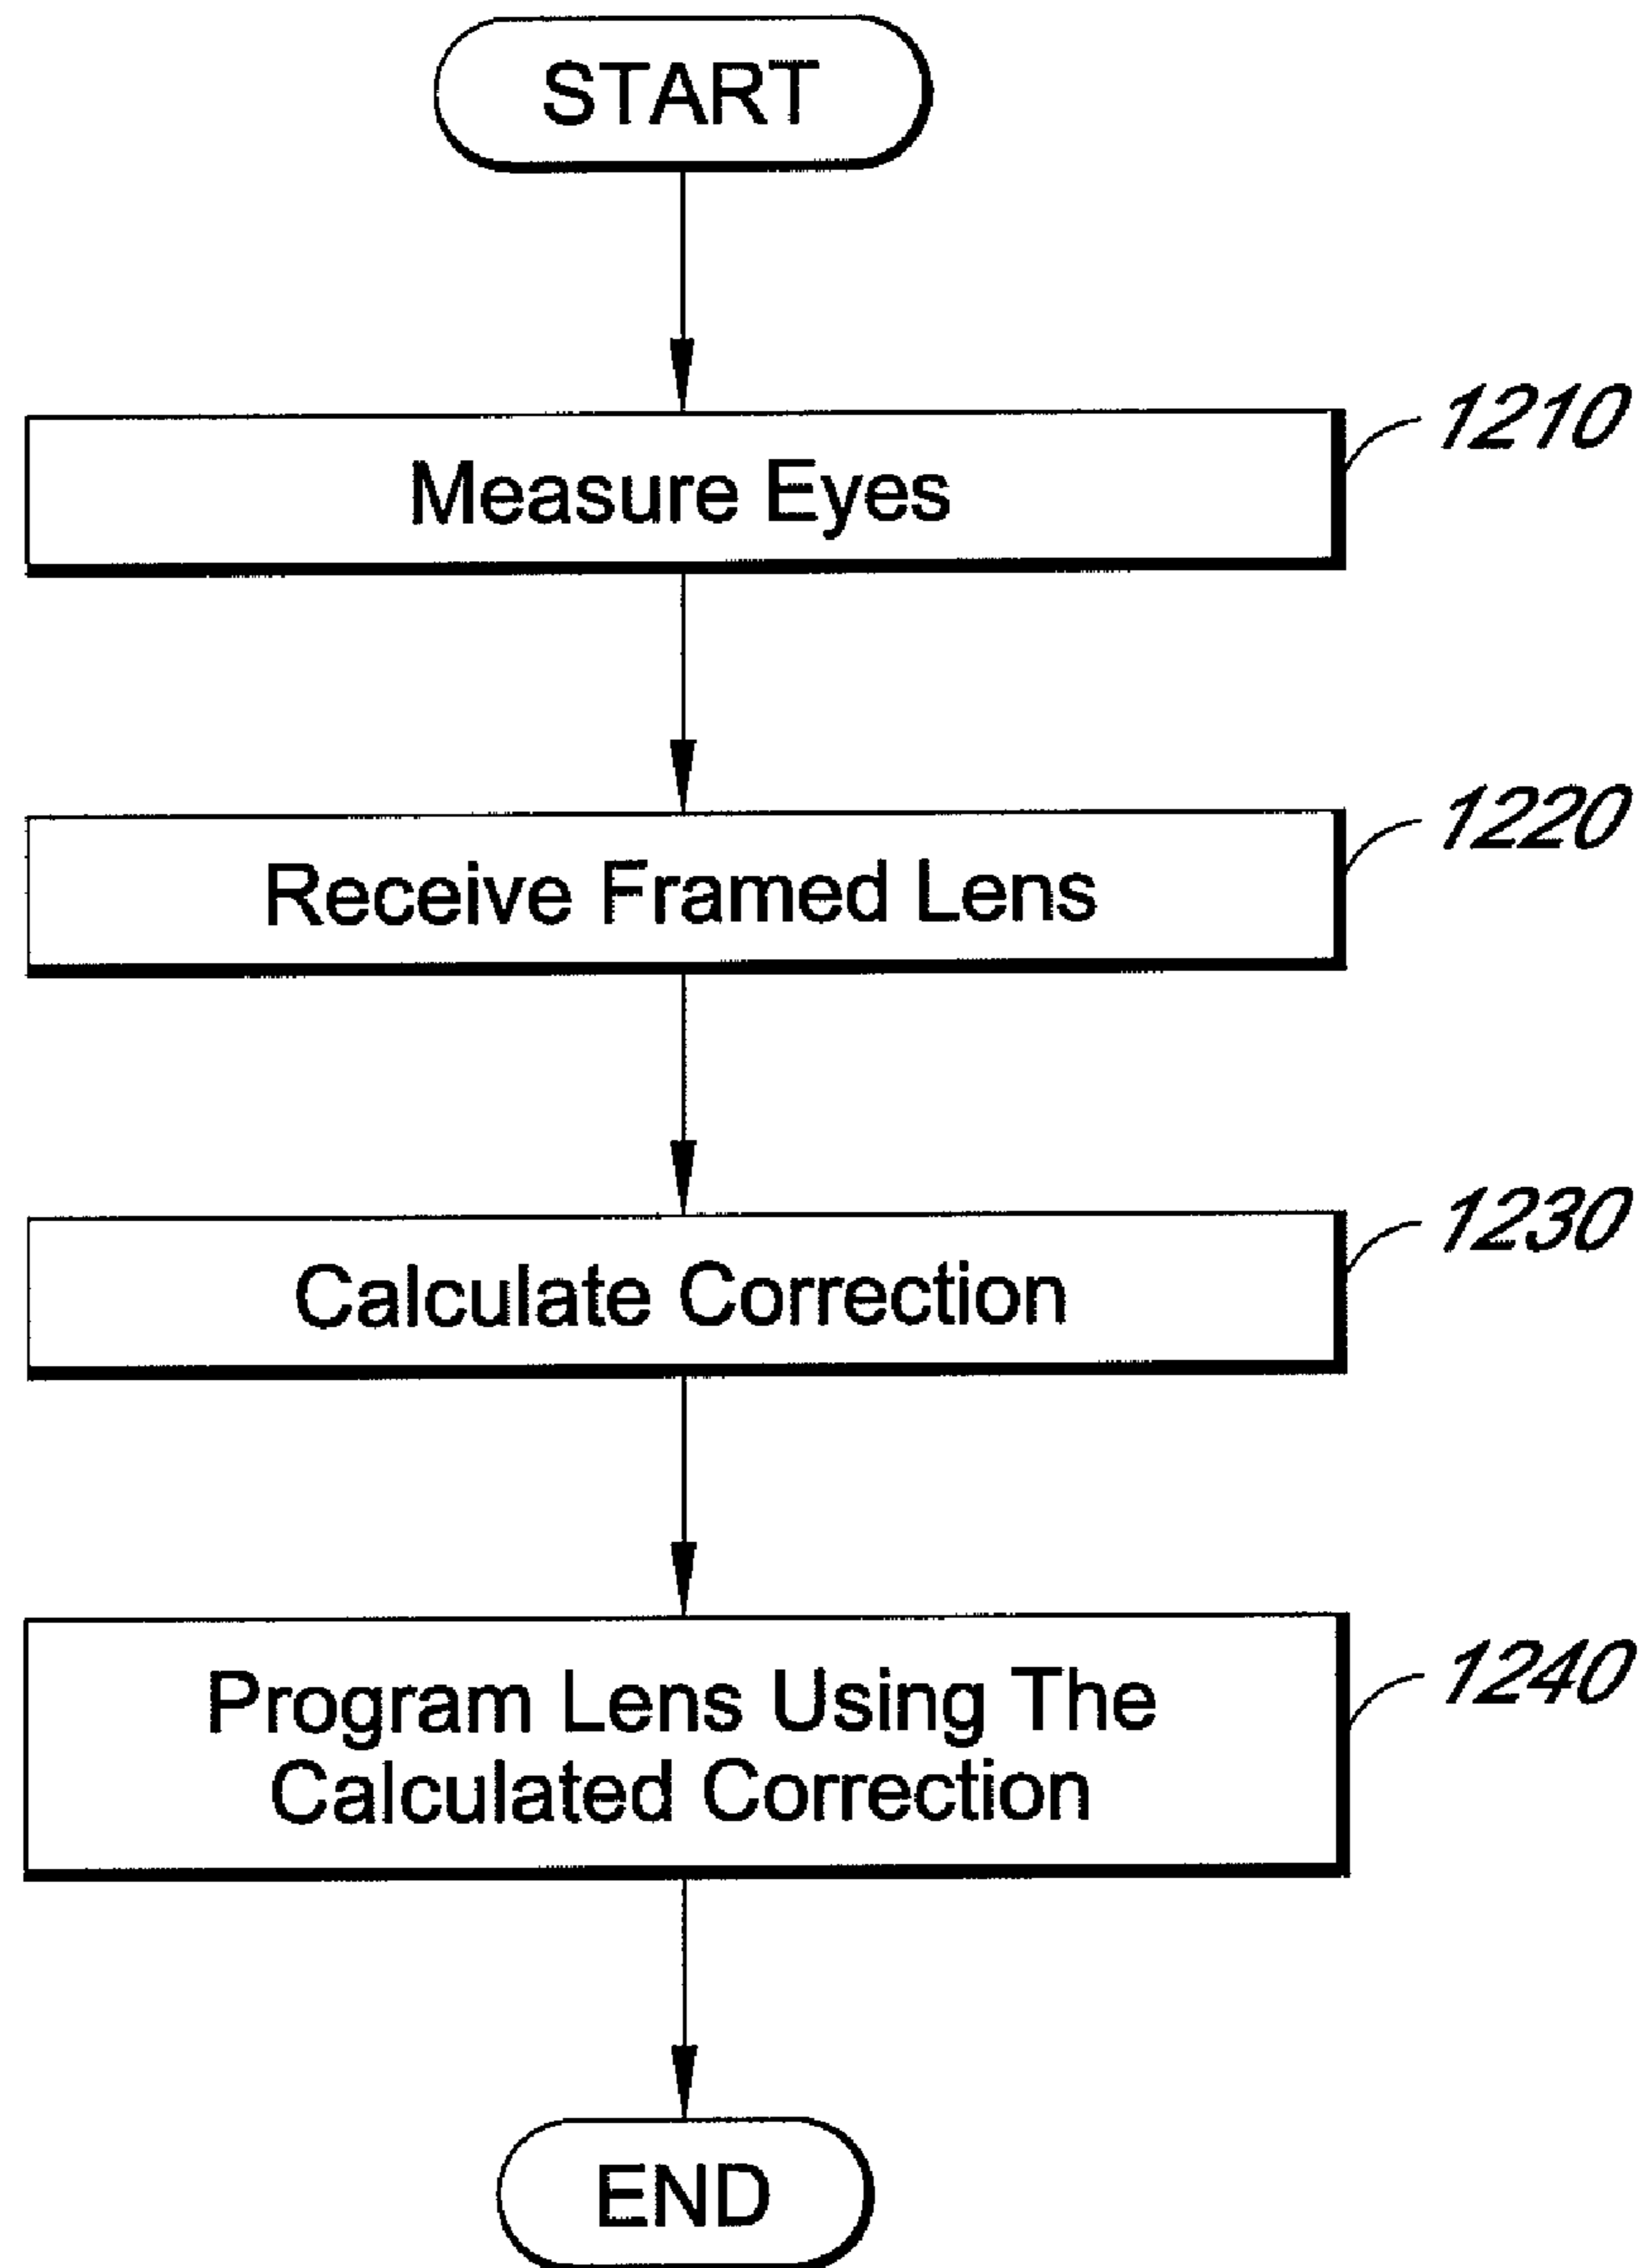 START
Measure Eyes
1210
Receive Framed Lens
1220
Calculate Correction
1230
Program Lens Using The
Calculated Correction
1240
END